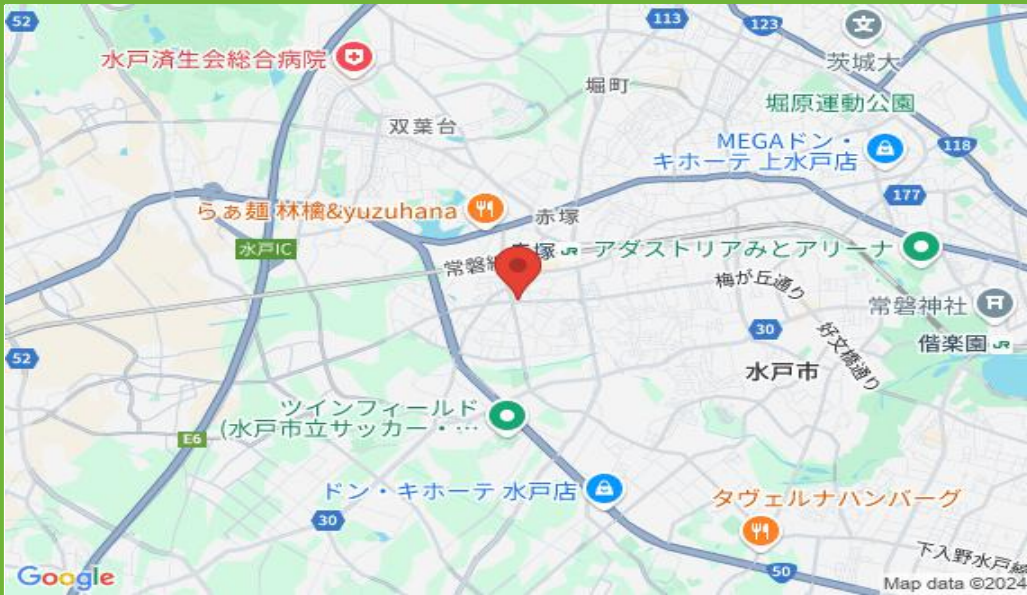 52
113
123
水戸済生会総合病院
茨城大
堀町
堀原運動公園
双葉台
MEGAドン・
キホーテ 上水戸店
118
177
らぁ麺 林檎&yuzuhana
赤塚
水戸IC
塚 JR
アダストリアみとアリーナ
常磐
梅が丘通り
常磐神社
30
好文橋通り
偕楽園 JR
52
水戸市
ツインフィールド
(水戸市立サッカー・…
E6
ドン・キホーテ 水戸店
タヴェルナハンバーグ
30
下入野水戸線
50
Google
Map data ©2024